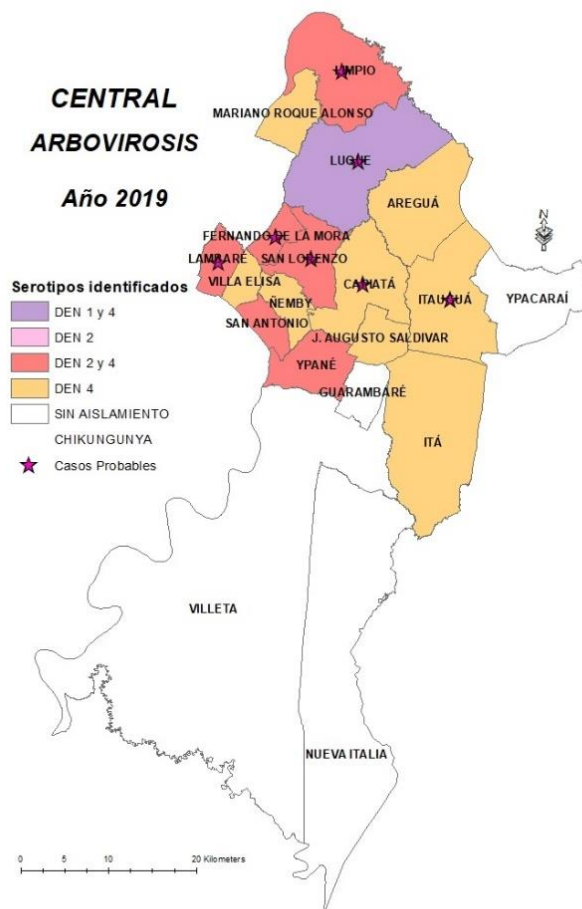 CENTRAL
ARBOVIROSIS
Año 2019
LIMPIO
MARIANO ROQUE ALONSO
LUQUE
AREGUÁ
N
FERNANDO DE LA MORA
LAMBARÉ
SAN LORENZO
VILLA ELISA
CAPIATÁ
ITAUGUÁ
YPACARAÍ
ÑEMBY
SAN ANTONIO
J. AUGUSTO SALDIVAR
YPANÉ
GUARAMBARÉ
ITÁ
Serotipos identificados
DEN 1 y 4
DEN 2
DEN 2 y 4
DEN 4
SIN AISLAMIENTO
CHIKUNGUNYA
Casos Probables
VILLETA
NUEVA ITALIA
0 5 10 20 Kilometers